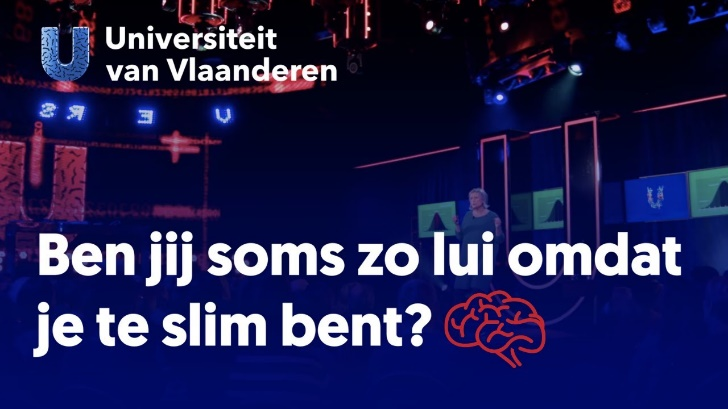 Universiteit
van Vlaanderen
Ben jij soms zo lui omdat
je te slim bent?